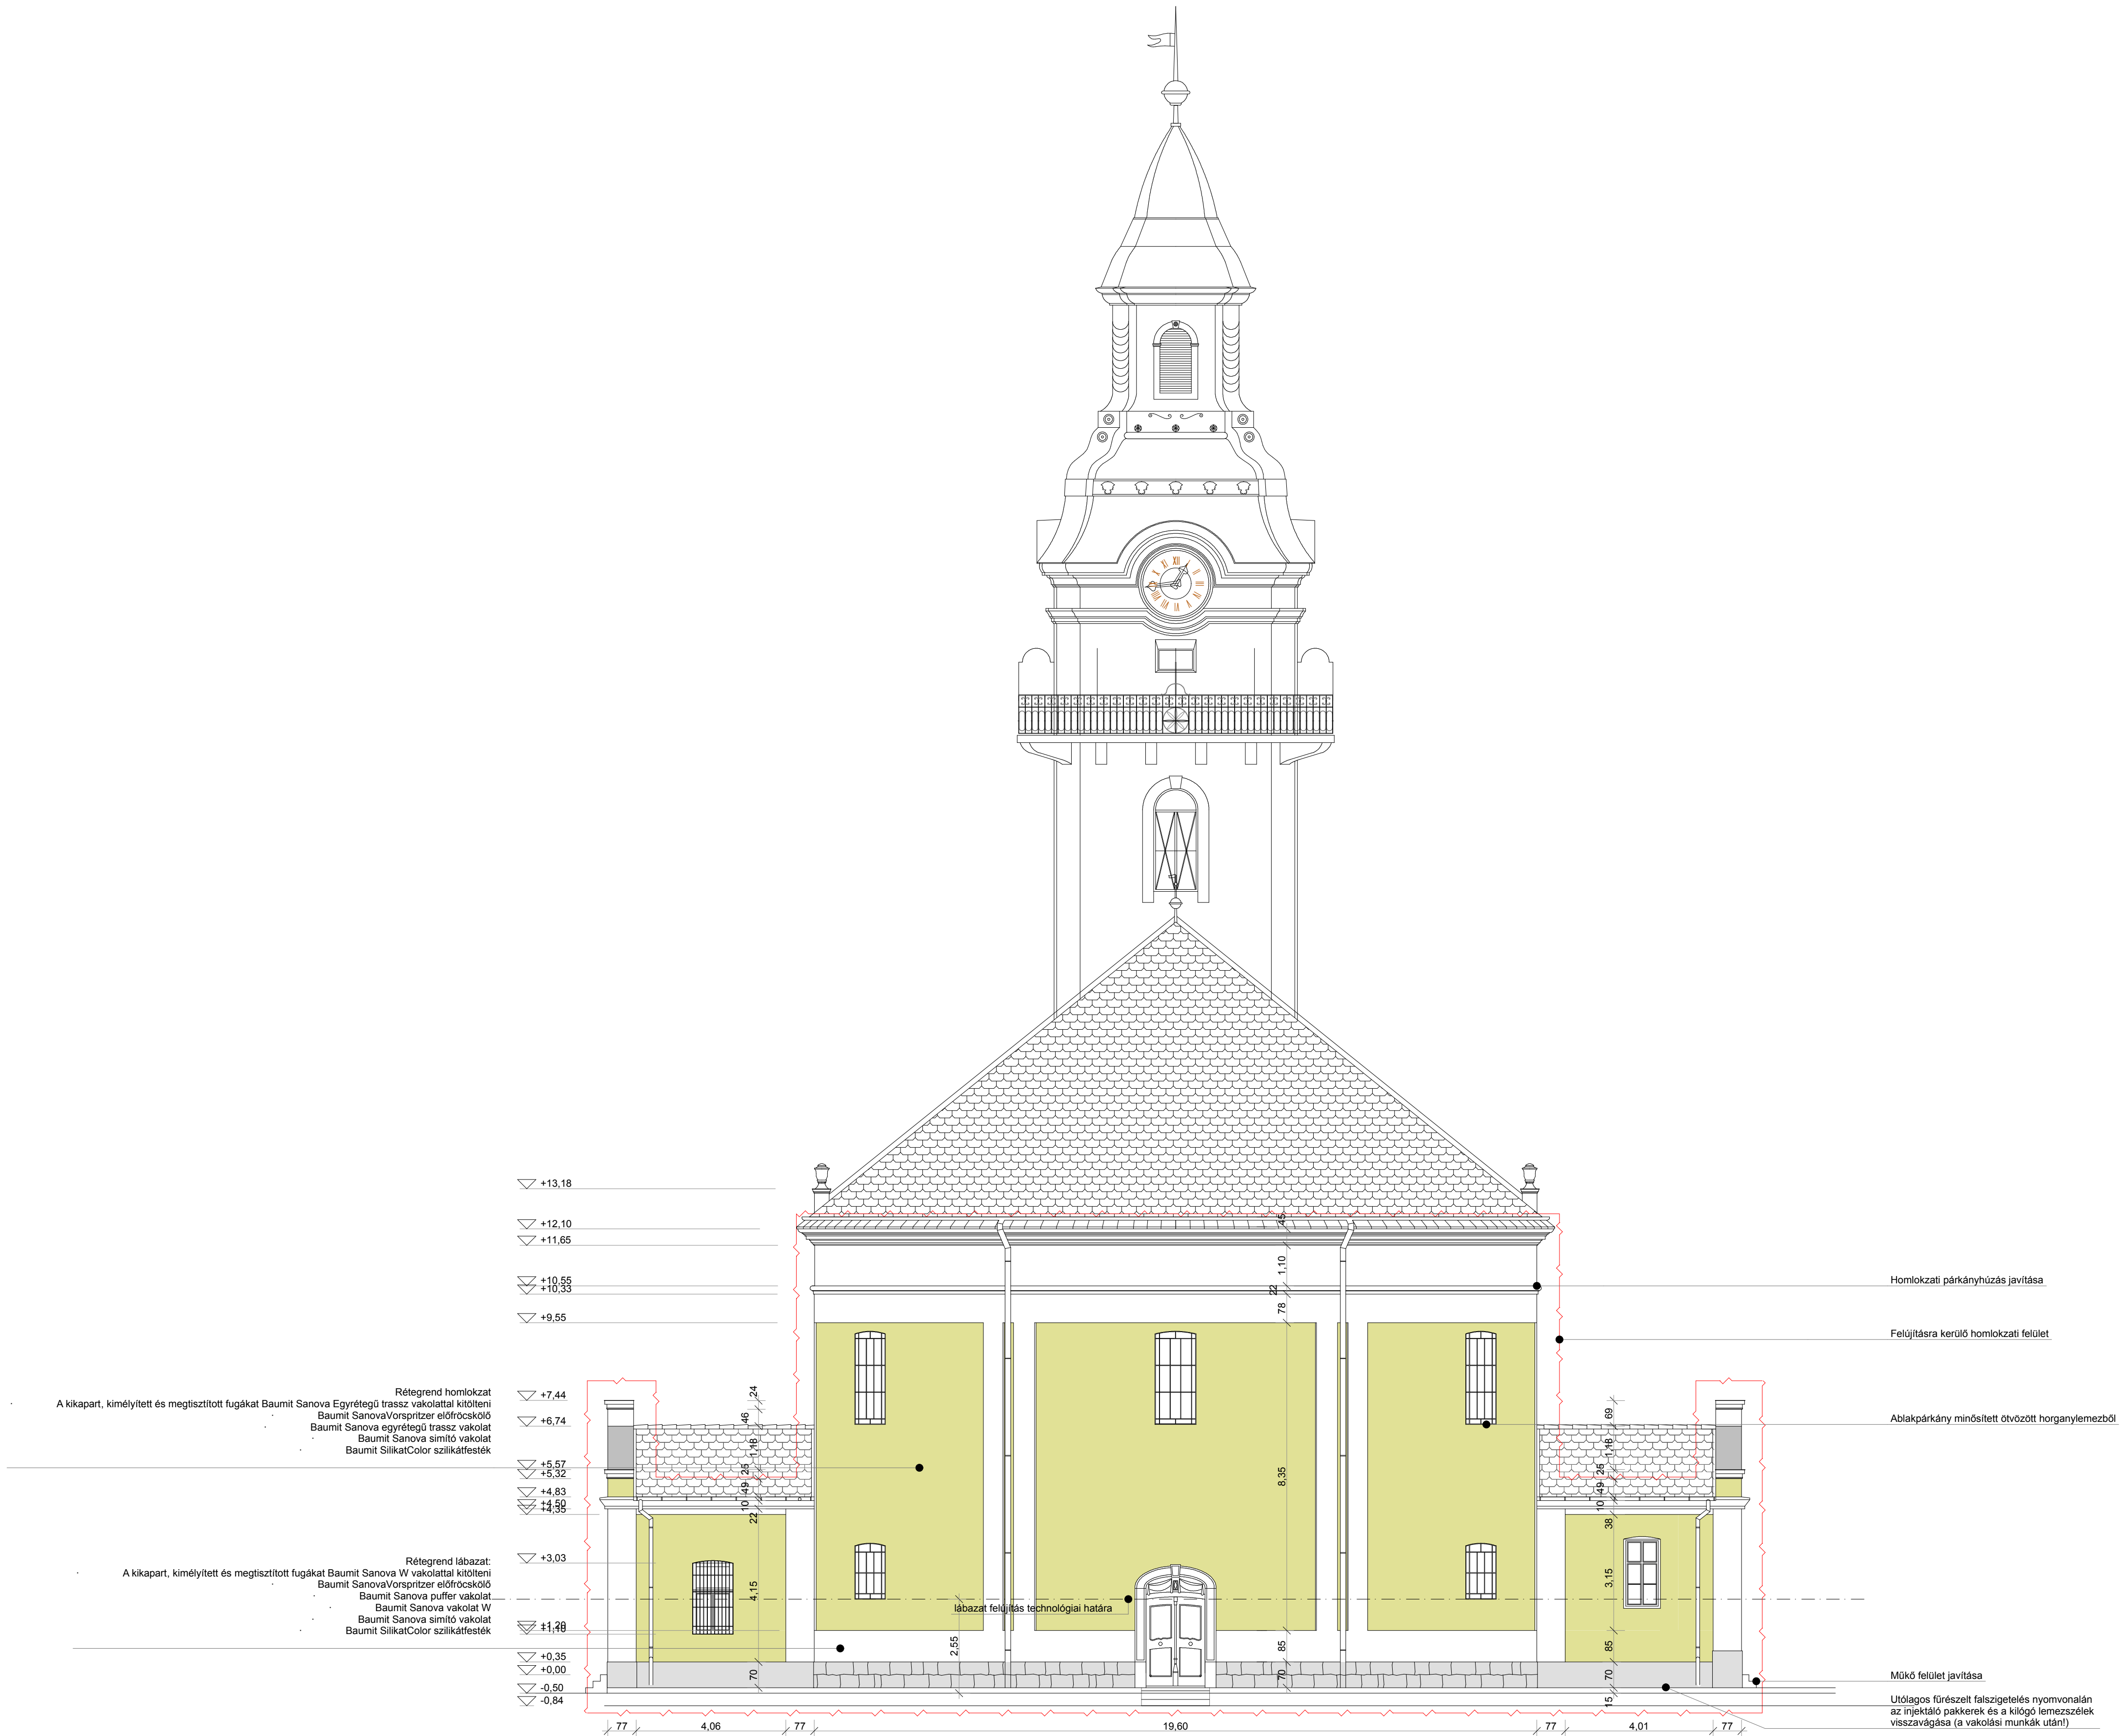 XII
XI
X
+13,18
+12,10
+11,65
+10,55
+10,33
+9,55
+7,44
+6,74
+5,57
+5,32
+4,83
+4,50
+4,35
+3,03
+1,20
+0,35
+0,00
-0,50
-0,84
Rétegrend homlokzat
· A kikapart, kimélyített és megtisztított fugákat Baumit Sanova Egyrétegű trassz vakolattal kitölteni
· Baumit SanovaVorspritzer előfröcskölő
· Baumit Sanova egyrétegű trassz vakolat
· Baumit Sanova simító vakolat
· Baumit SilikatColor szilikátfesték
Rétegrend lábazat:
· A kikapart, kimélyített és megtisztított fugákat Baumit Sanova W vakolattal kitölteni
· Baumit SanovaVorspritzer előfröcskölő
· Baumit Sanova puffer vakolat
· Baumit Sanova vakolat W
· Baumit Sanova simító vakolat
· Baumit SilikatColor szilikátfesték
24
46
1,18
25
49
10
22
4,15
70
2,55
lábazat felújítás technológiai határa
45
1,10
22
78
8,35
85
70
69
1,18
25
49
10
38
3,15
85
70
15
Homlokzati párkányhúzás javítása
Felújításra kerülő homlokzati felület
Ablakpárkány minősített ötvözött horganylemezből
Műkő felület javítása
Utólagos fűrészelt falszigetelés nyomvonalán
az injektáló pakkerek és a kilógó lemezszélek
visszavágása (a vakolási munkák után!)
77 4,06 77 19,60 77 4,01 77